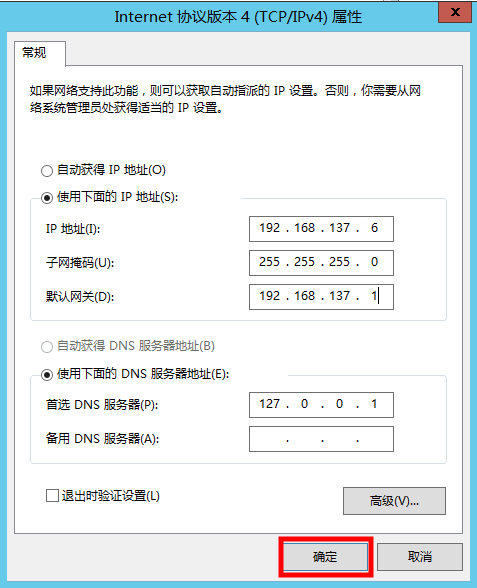 Internet 协议版本 4 (TCP/IPv4) 属性
x
常规
如果网络支持此功能，则可以获取自动指派的 IP 设置。否则，你需要从网
络系统管理员处获得适当的 IP 设置。
自动获得 IP 地址(O)
使用下面的 IP 地址(S):
IP 地址(I): 192 . 168 . 137 . 6
子网掩码(U): 255 . 255 . 255 . 0
默认网关(D): 192 . 168 . 137 . 1
自动获得 DNS 服务器地址(B)
使用下面的 DNS 服务器地址(E):
首选 DNS 服务器(P): 127 . 0 . 0 . 1
备用 DNS 服务器(A): . . .
退出时验证设置(L)
高级(V)...
确定 取消